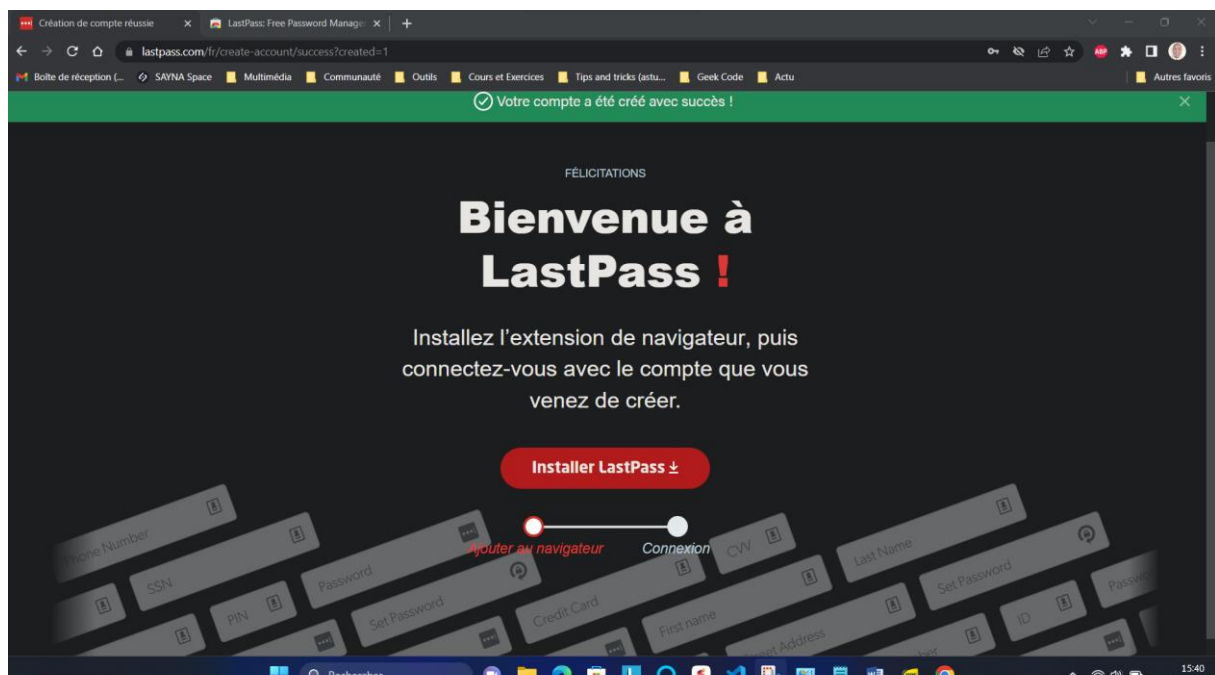 Création de compte réussie
LastPass: Free Password Manage
lastpass.com/fr/create-account/success?created=1
Boîte de réception (... SAYNA Space Multimédia Communauté Outils Cours et Exercices Tips and tricks (astu... Geek Code Actu Autres favoris
Votre compte a été créé avec succès !
FÉLICITATIONS
Bienvenue à
LastPass !
Installez l'extension de navigateur, puis
connectez-vous avec le compte que vous
venez de créer.
Installer LastPass
Ajouter au navigateur Connexion
Phone Number
SSN
PIN
Password
Set Password
Credit Card
CVV
First name
Last Name
Set Password
Street Address
ID
Rechercher
15:40